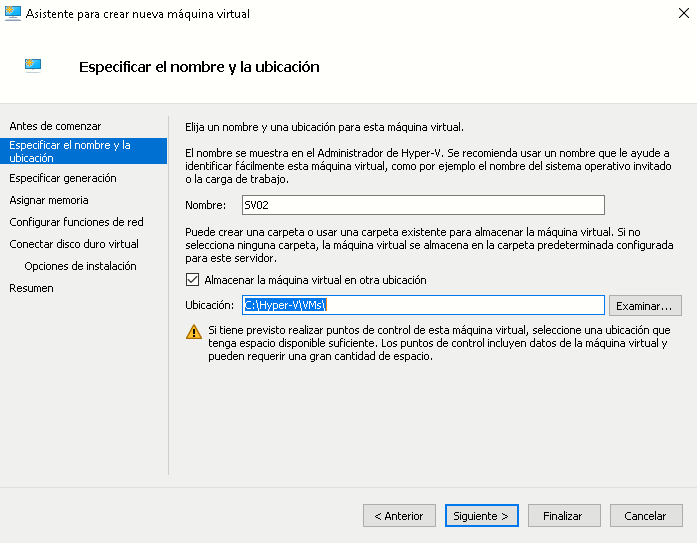 Asistente para crear nueva máquina virtual
Especificar el nombre y la ubicación
Antes de comenzar
Especificar el nombre y la
ubicación
Especificar generación
Asignar memoria
Configurar funciones de red
Conectar disco duro virtual
Opciones de instalación
Resumen
Elija un nombre y una ubicación para esta máquina virtual.
El nombre se muestra en el Administrador de Hyper-V. Se recomienda usar un nombre que le ayude a
identificar fácilmente esta máquina virtual, como por ejemplo el nombre del sistema operativo invitado
o la carga de trabajo.
Nombre: SV02
Puede crear una carpeta o usar una carpeta existente para almacenar la máquina virtual. Si no
selecciona ninguna carpeta, la máquina virtual se almacena en la carpeta predeterminada configurada
para este servidor.
Almacenar la máquina virtual en otra ubicación
Ubicación: C:\Hyper-V\VMs\ Examinar...
Si tiene previsto realizar puntos de control de esta máquina virtual, seleccione una ubicación que
tenga espacio disponible suficiente. Los puntos de control incluyen datos de la máquina virtual y
pueden requerir una gran cantidad de espacio.
< Anterior Siguiente > Finalizar Cancelar